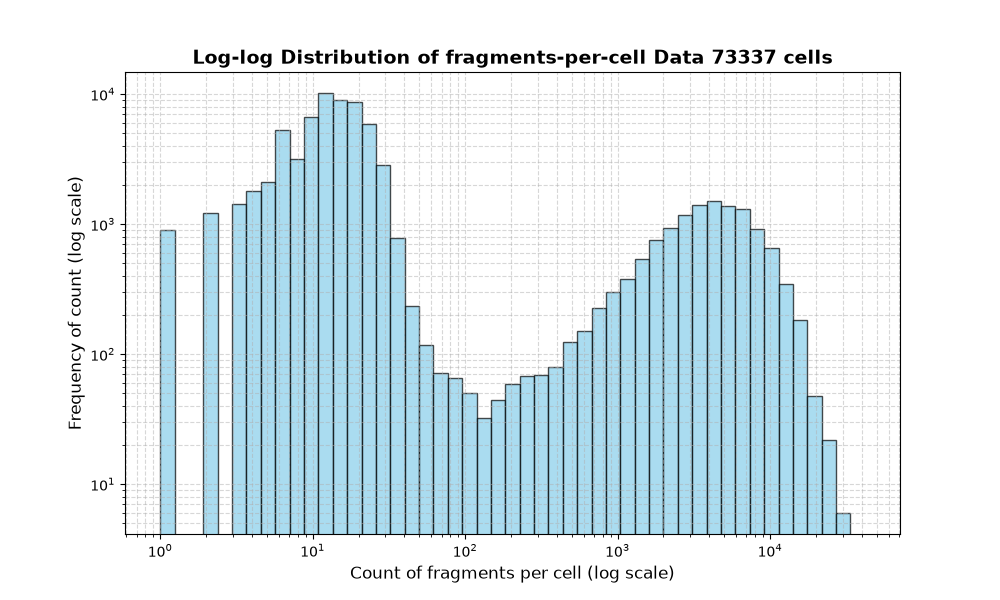 Log-log Distribution of fragments-per-cell Data 73337 cells
Frequency of count (log scale)
10⁴
10³
10²
10¹
10⁰ 10¹ 10² 10³ 10⁴
Count of fragments per cell (log scale)